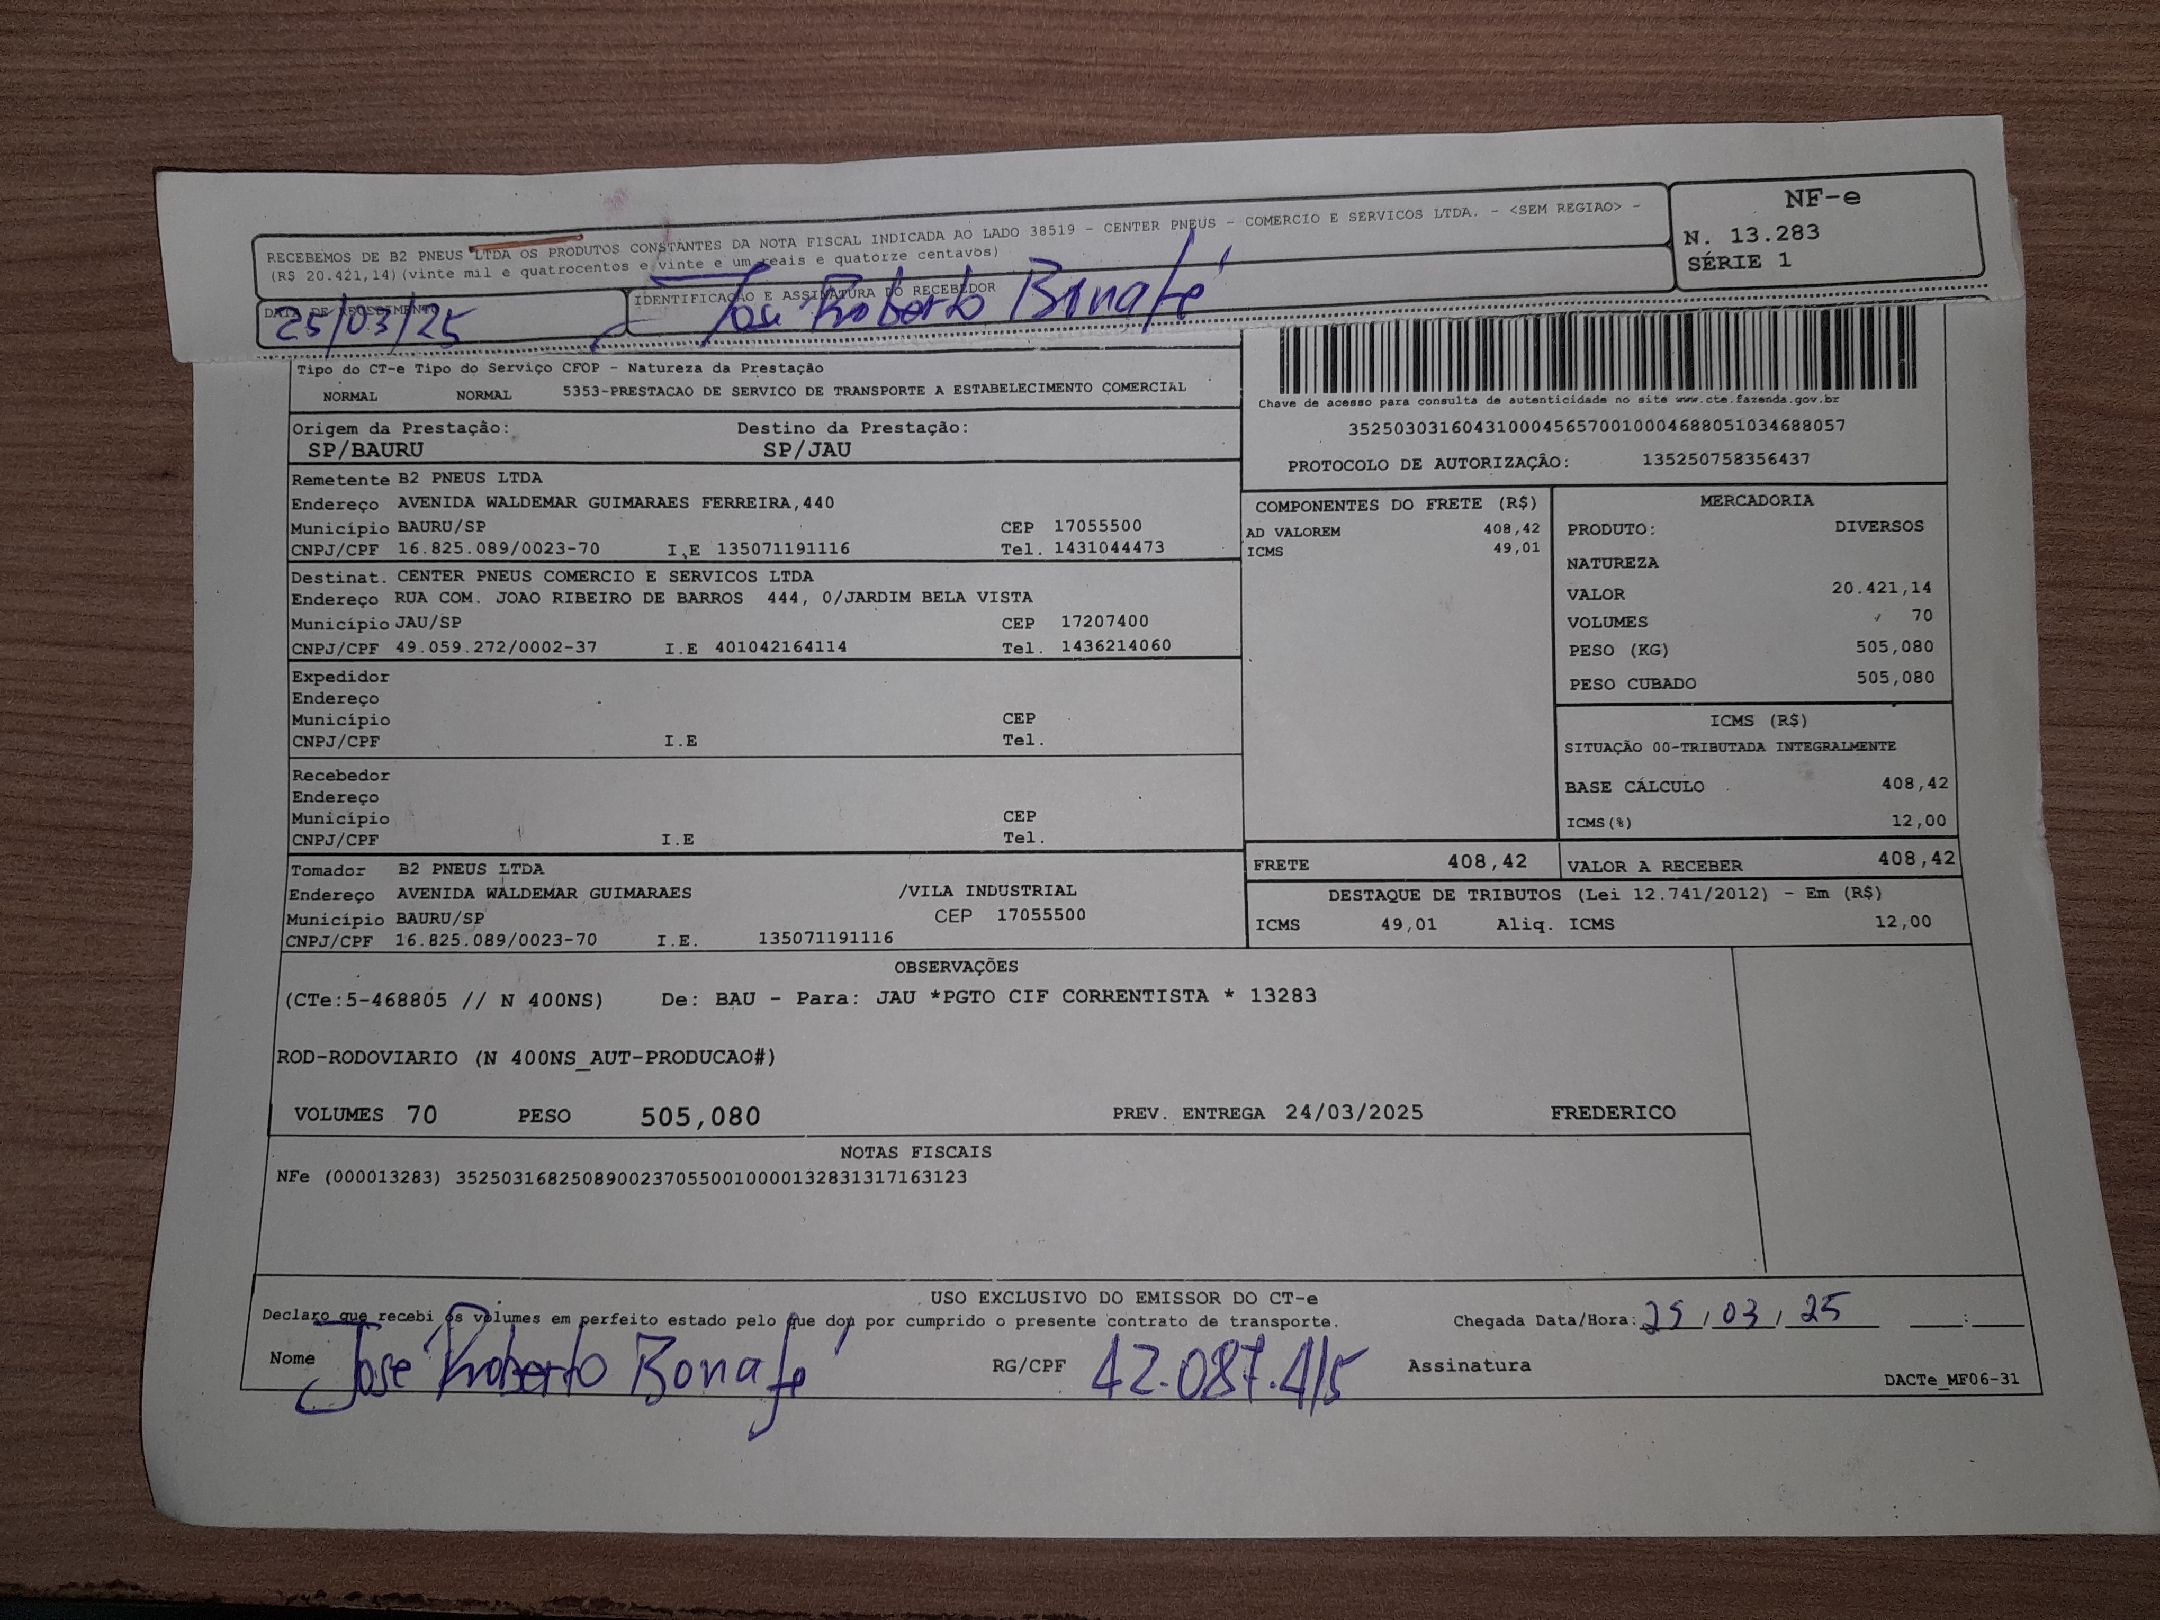 RECEBEMOS DE B2 PNEUS LTDA OS PRODUTOS CONSTANTES DA NOTA FISCAL INDICADA AO LADO 38519 - CENTER PNEUS - COMERCIO E SERVICOS LTDA. - <SEM REGIAO> -
(R$ 20.421,14)(vinte mil e quatrocentos e vinte e um reais e quatorze centavos)
NF-e
N. 13.283
SÉRIE 1
DATA DE RECEBIMENTO
25/03/25
IDENTIFICAÇÃO E ASSINATURA DO RECEBEDOR
José Roberto Bonafé
Tipo do CT-e Tipo do Serviço CFOP - Natureza da Prestação
NORMAL NORMAL 5353-PRESTACAO DE SERVICO DE TRANSPORTE A ESTABELECIMENTO COMERCIAL
Origem da Prestação: Destino da Prestação:
SP/BAURU SP/JAU
Chave de acesso para consulta de autenticidade no site www.cte.fazenda.gov.br
35250303160431000456570010004688051034688057
PROTOCOLO DE AUTORIZAÇÃO: 135250758356437
Remetente B2 PNEUS LTDA
Endereço AVENIDA WALDEMAR GUIMARAES FERREIRA,440
Município BAURU/SP CEP 17055500
CNPJ/CPF 16.825.089/0023-70 I.E 135071191116 Tel. 1431044473
Destinat. CENTER PNEUS COMERCIO E SERVICOS LTDA
Endereço RUA COM. JOAO RIBEIRO DE BARROS 444, 0/JARDIM BELA VISTA
Município JAU/SP CEP 17207400
CNPJ/CPF 49.059.272/0002-37 I.E 401042164114 Tel. 1436214060
Expedidor
Endereço
Município CEP
CNPJ/CPF I.E Tel.
Recebedor
Endereço
Município CEP
CNPJ/CPF I.E Tel.
Tomador B2 PNEUS LTDA
Endereço AVENIDA WALDEMAR GUIMARAES /VILA INDUSTRIAL
Município BAURU/SP CEP 17055500
CNPJ/CPF 16.825.089/0023-70 I.E. 135071191116
COMPONENTES DO FRETE (R$)
AD VALOREM 408,42
ICMS 49,01
MERCADORIA
PRODUTO: DIVERSOS
NATUREZA
VALOR 20.421,14
VOLUMES 70
PESO (KG) 505,080
PESO CUBADO 505,080
ICMS (R$)
SITUAÇÃO 00-TRIBUTADA INTEGRALMENTE
BASE CÁLCULO 408,42
ICMS(%) 12,00
FRETE 408,42 VALOR A RECEBER 408,42
DESTAQUE DE TRIBUTOS (Lei 12.741/2012) - Em (R$)
ICMS 49,01 Aliq. ICMS 12,00
OBSERVAÇÕES
(CTe:5-468805 // N 400NS) De: BAU - Para: JAU *PGTO CIF CORRENTISTA * 13283
ROD-RODOVIARIO (N 400NS_AUT-PRODUCAO#)
VOLUMES 70 PESO 505,080 PREV. ENTREGA 24/03/2025 FREDERICO
NOTAS FISCAIS
NFe (000013283) 35250316825089002370550010000132831317163123
USO EXCLUSIVO DO EMISSOR DO CT-e
Declaro que recebi os volumes em perfeito estado pelo que dou por cumprido o presente contrato de transporte. Chegada Data/Hora: 25/03/25 ___:___
Nome José Roberto Bonafé RG/CPF 42.087.415 Assinatura
DACTe_MF06-31